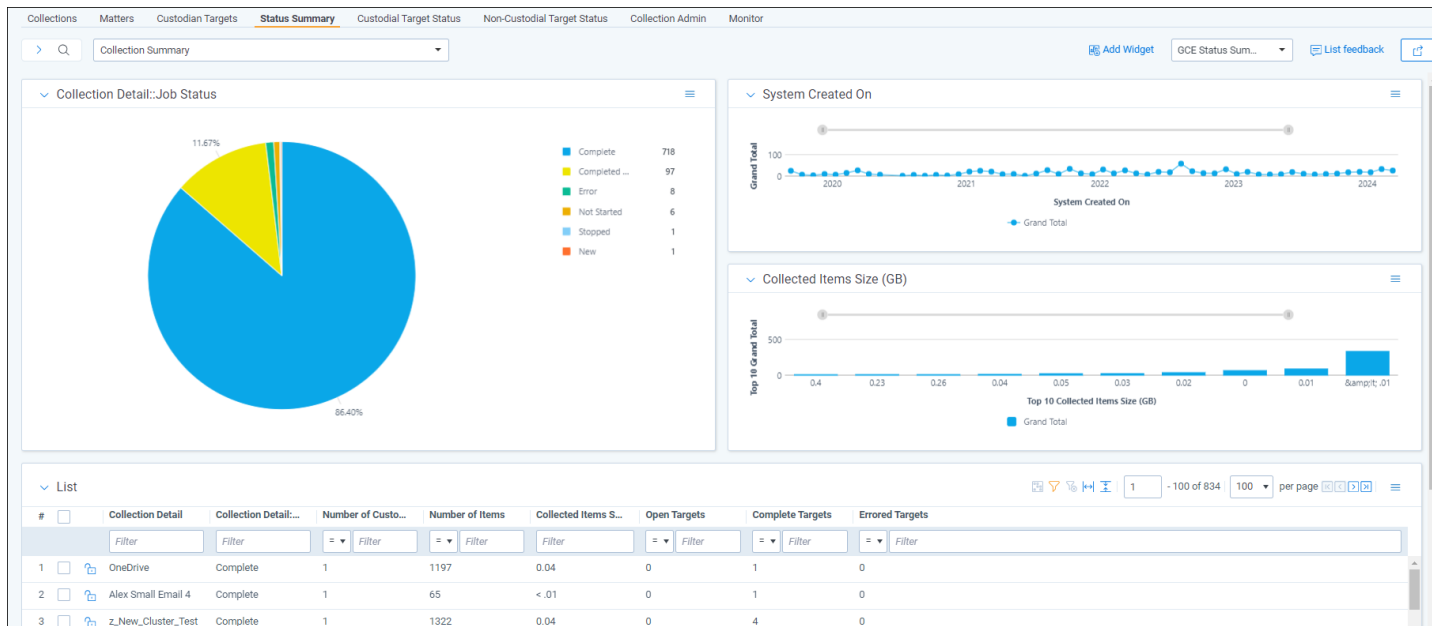 Collections Matters Custodian Targets Status Summary Custodial Target Status Non-Custodial Target Status Collection Admin Monitor
Collection Summary Add Widget GCE Status Sum... List feedback
Collection Detail::Job Status
11.67%
86.40%
Complete 718
Completed ... 97
Error 8
Not Started 6
Stopped 1
New 1
System Created On
Grand Total
100
0
2020 2021 2022 2023 2024
System Created On
Grand Total
Collected Items Size (GB)
Top 10 Grand Total
500
0
0.4 0.23 0.26 0.04 0.05 0.03 0.02 0 0.01 &amp;lt; .01
Top 10 Collected Items Size (GB)
Grand Total
List 1 - 100 of 834 100 per page
# Collection Detail Collection Detail:... Number of Custo... Number of Items Collected Items S... Open Targets Complete Targets Errored Targets
Filter Filter = Filter = Filter Filter = Filter = Filter = Filter
1 OneDrive Complete 1 1197 0.04 0 1 0
2 Alex Small Email 4 Complete 1 65 < .01 0 1 0
3 z_New_Cluster_Test Complete 1 1322 0.04 0 4 0